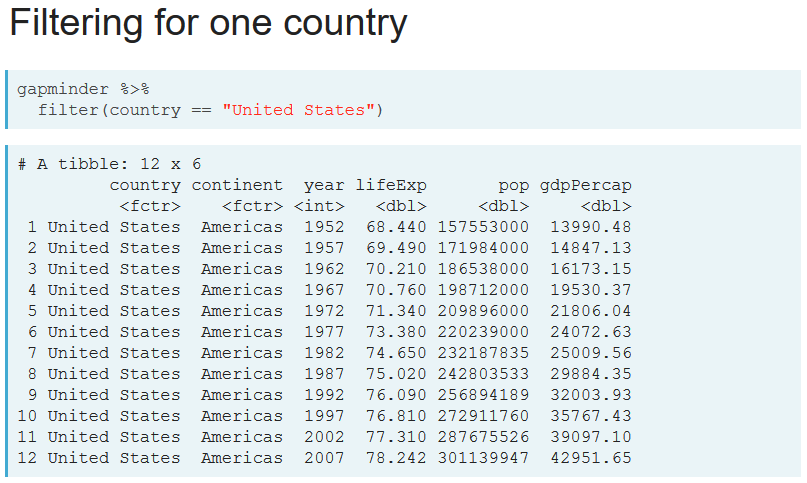 Filtering for one country
gapminder %>%
  filter(country == "United States")
# A tibble: 12 x 6
         country continent  year lifeExp       pop gdpPercap
          <fctr>    <fctr> <int>   <dbl>     <dbl>     <dbl>
 1 United States  Americas  1952  68.440 157553000  13990.48
 2 United States  Americas  1957  69.490 171984000  14847.13
 3 United States  Americas  1962  70.210 186538000  16173.15
 4 United States  Americas  1967  70.760 198712000  19530.37
 5 United States  Americas  1972  71.340 209896000  21806.04
 6 United States  Americas  1977  73.380 220239000  24072.63
 7 United States  Americas  1982  74.650 232187835  25009.56
 8 United States  Americas  1987  75.020 242803533  29884.35
 9 United States  Americas  1992  76.090 256894189  32003.93
10 United States  Americas  1997  76.810 272911760  35767.43
11 United States  Americas  2002  77.310 287675526  39097.10
12 United States  Americas  2007  78.242 301139947  42951.65